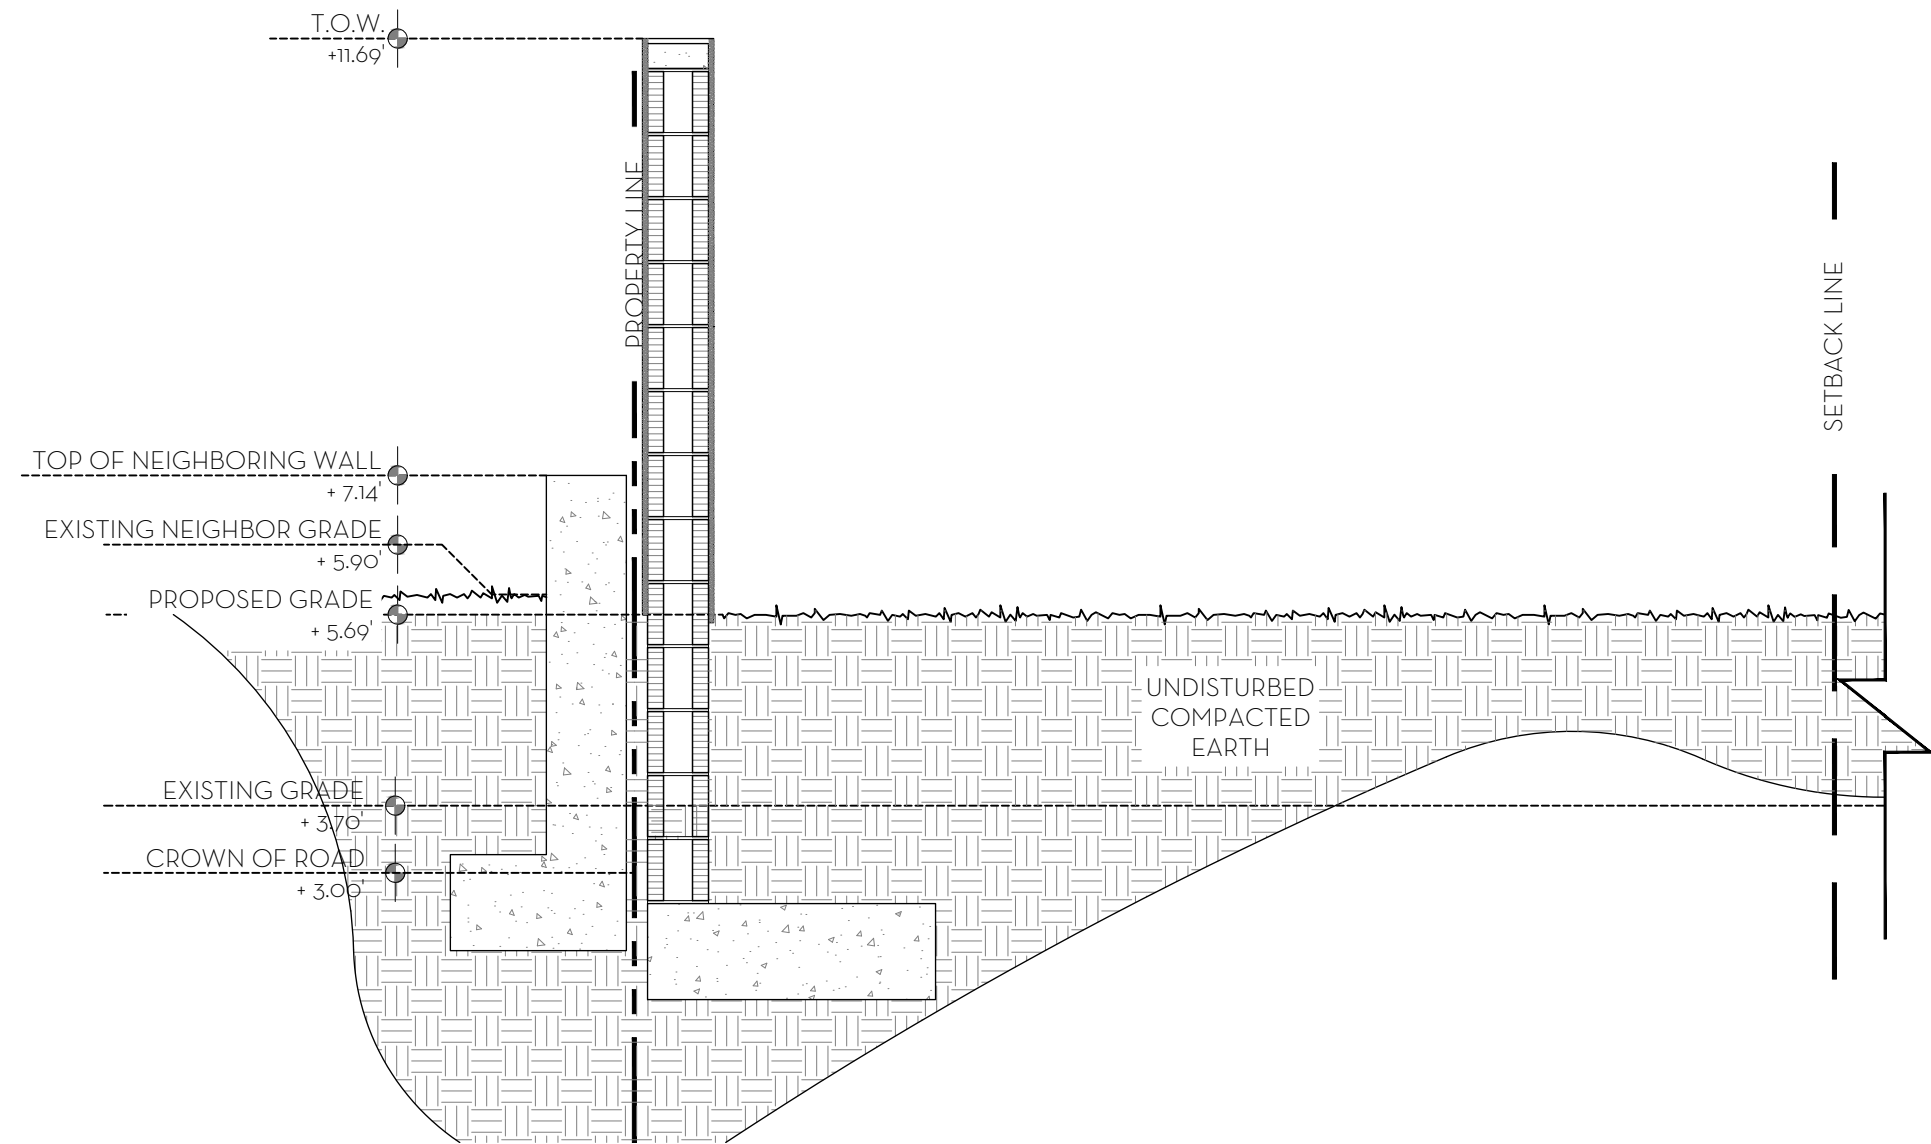 T.O.W.
+11.69'
PROPERTY LINE
SETBACK LINE
TOP OF NEIGHBORING WALL
+ 7.14'
EXISTING NEIGHBOR GRADE
+ 5.90'
PROPOSED GRADE
+ 5.69'
UNDISTURBED
COMPACTED
EARTH
EXISTING GRADE
+ 3.70'
CROWN OF ROAD
+ 3.00'